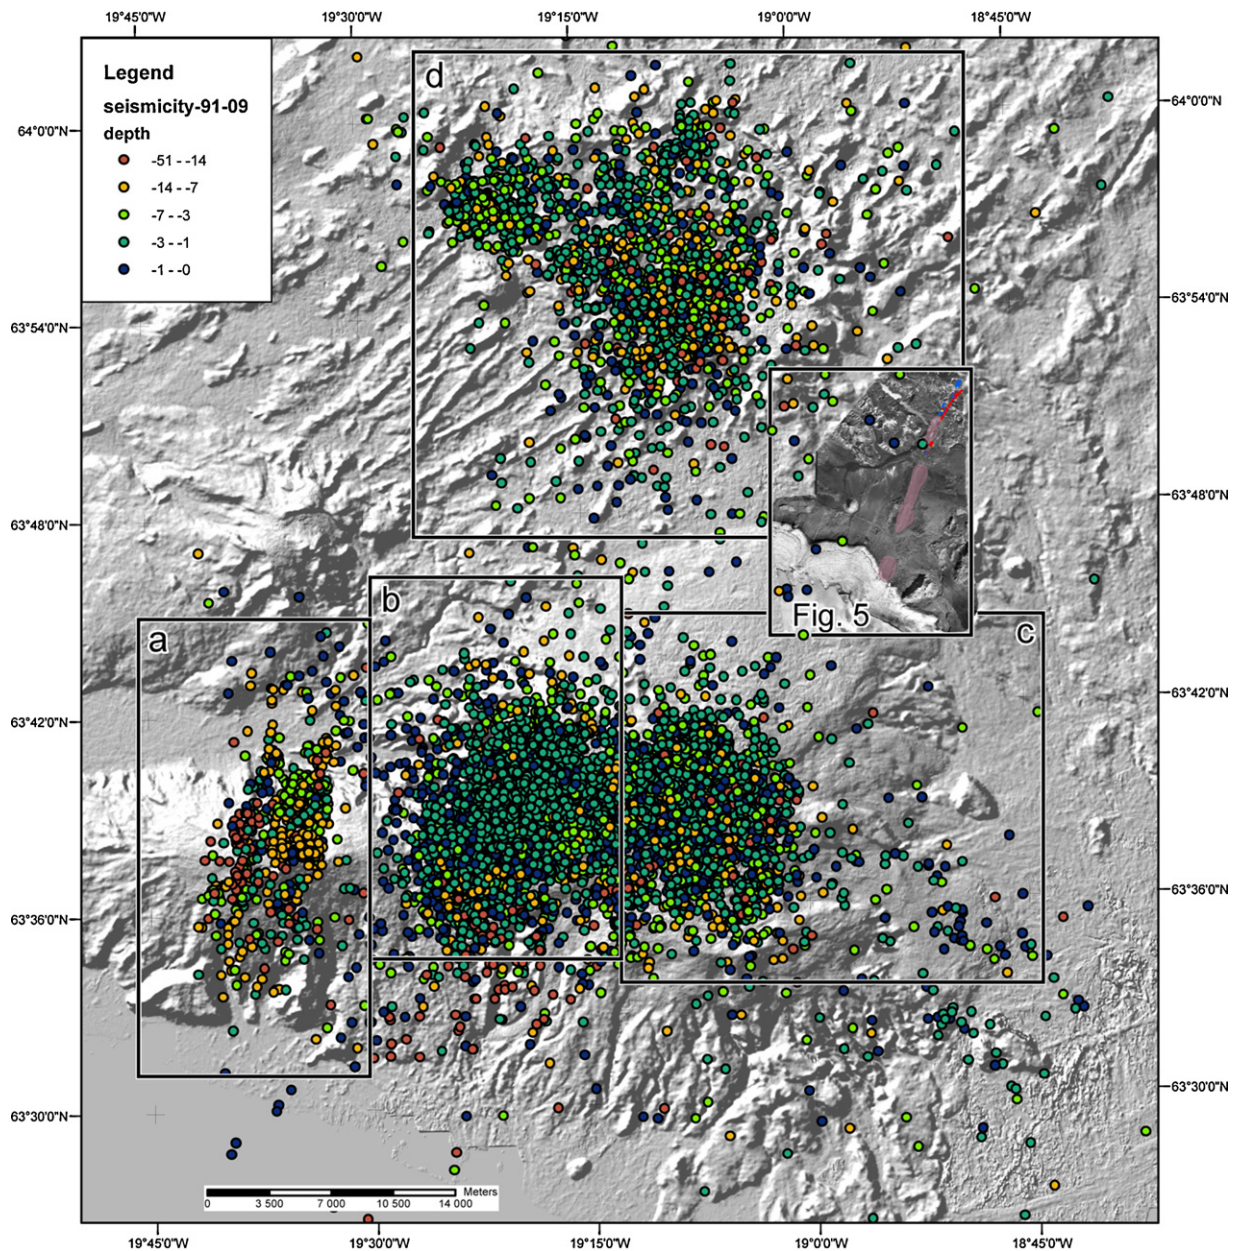 19°45'0"W 19°30'0"W 19°15'0"W 19°0'0"W 18°45'0"W
Legend
seismicity-91-09
depth
-51 - -14
-14 - -7
-7 - -3
-3 - -1
-1 - -0
d
64°0'0"N 64°0'0"N
63°54'0"N 63°54'0"N
63°48'0"N 63°48'0"N
Fig. 5
b
a
c
63°42'0"N 63°42'0"N
63°36'0"N 63°36'0"N
63°30'0"N 63°30'0"N
0 3 500 7 000 10 500 14 000 Meters
19°45'0"W 19°30'0"W 19°15'0"W 19°0'0"W 18°45'0"W